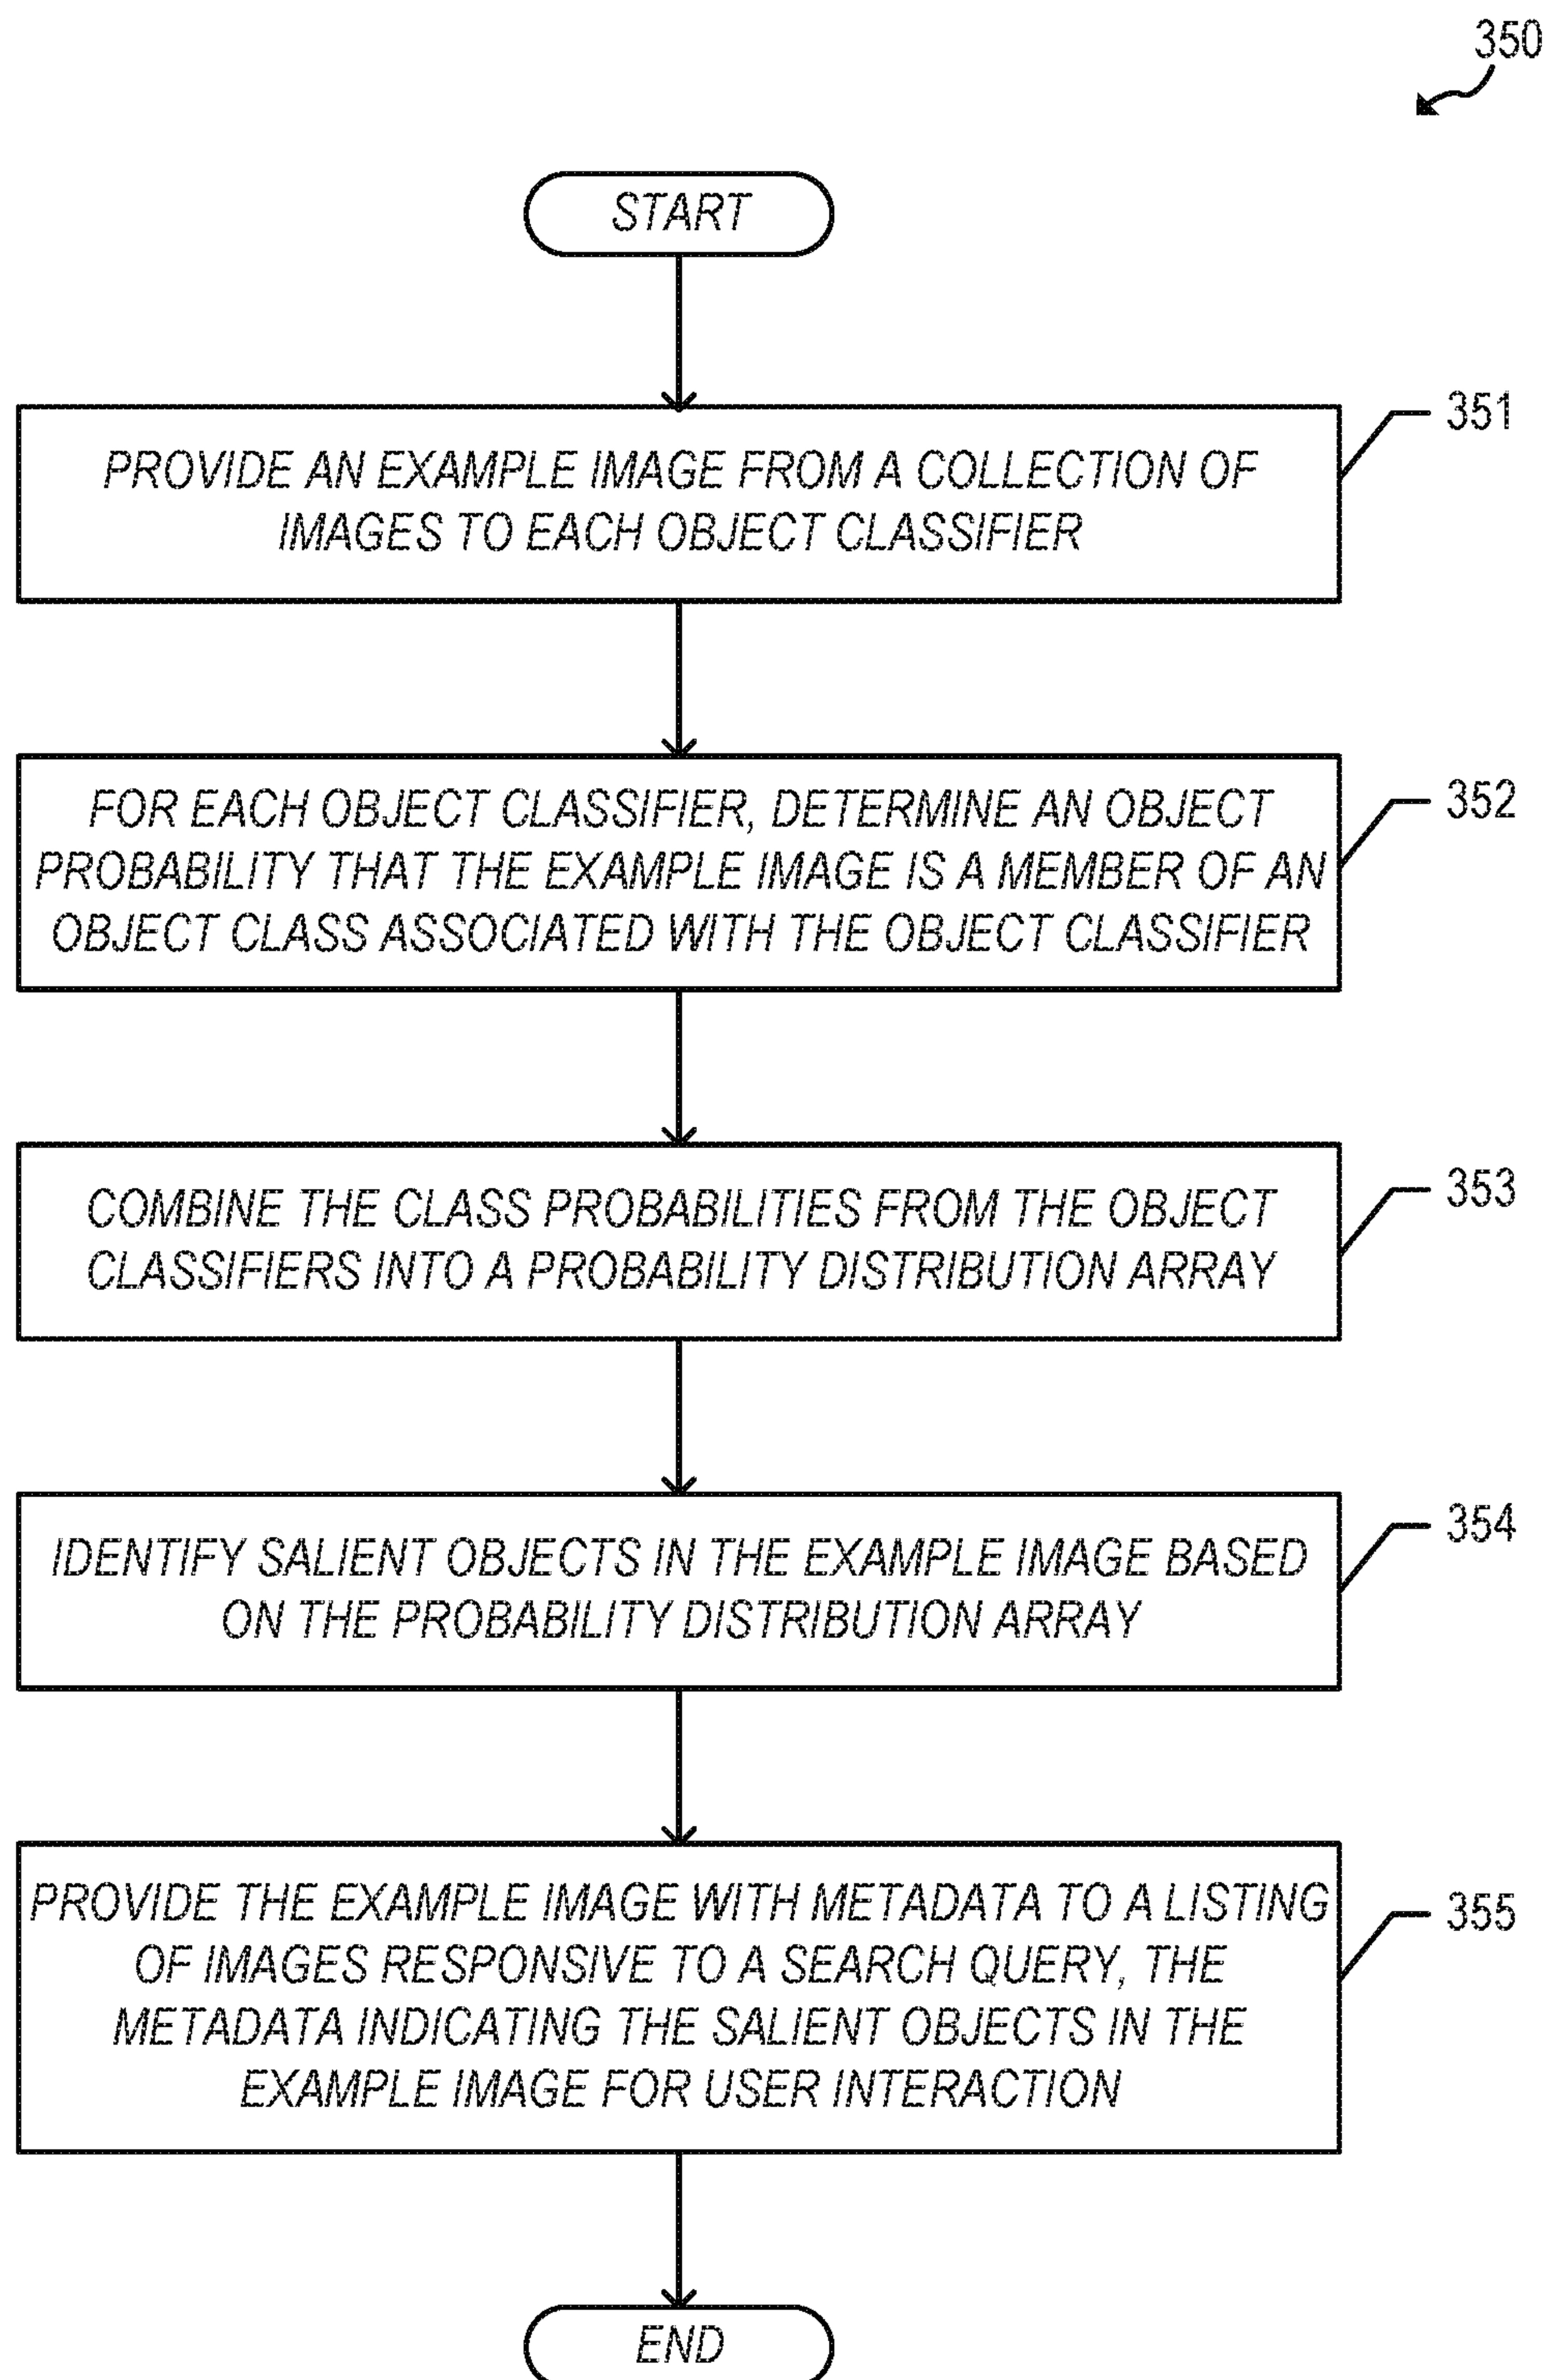 350
START
PROVIDE AN EXAMPLE IMAGE FROM A COLLECTION OF
IMAGES TO EACH OBJECT CLASSIFIER
351
FOR EACH OBJECT CLASSIFIER, DETERMINE AN OBJECT
PROBABILITY THAT THE EXAMPLE IMAGE IS A MEMBER OF AN
OBJECT CLASS ASSOCIATED WITH THE OBJECT CLASSIFIER
352
COMBINE THE CLASS PROBABILITIES FROM THE OBJECT
CLASSIFIERS INTO A PROBABILITY DISTRIBUTION ARRAY
353
IDENTIFY SALIENT OBJECTS IN THE EXAMPLE IMAGE BASED
ON THE PROBABILITY DISTRIBUTION ARRAY
354
PROVIDE THE EXAMPLE IMAGE WITH METADATA TO A LISTING
OF IMAGES RESPONSIVE TO A SEARCH QUERY, THE
METADATA INDICATING THE SALIENT OBJECTS IN THE
EXAMPLE IMAGE FOR USER INTERACTION
355
END